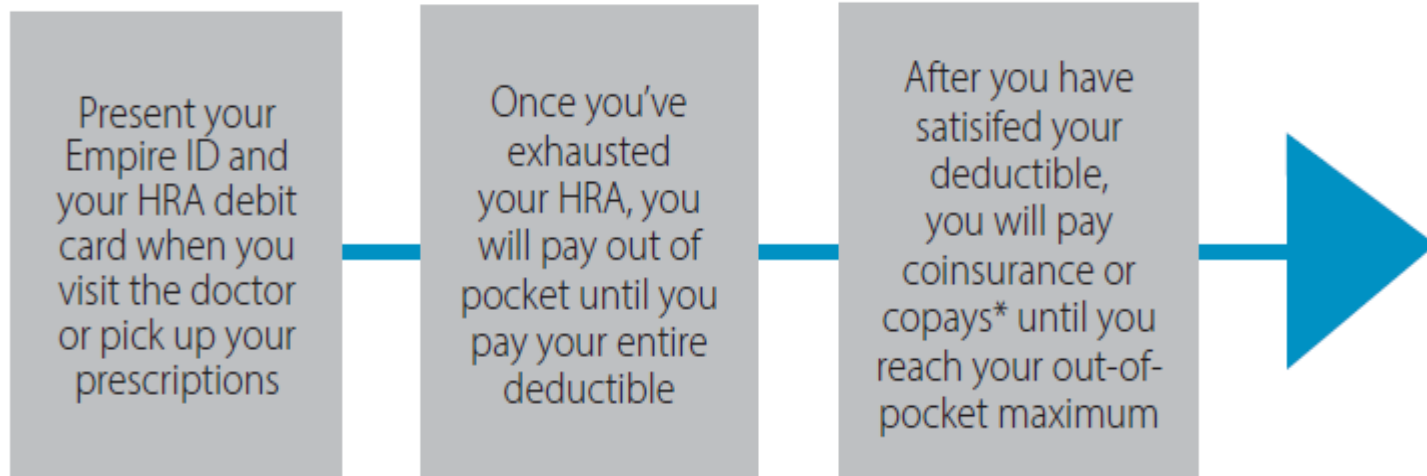 Present your
Empire ID and
your HRA debit
card when you
visit the doctor
or pick up your
prescriptions
Once you’ve
exhausted
your HRA, you
will pay out of
pocket until you
pay your entire
deductible
After you have
satisifed your
deductible,
you will pay
coinsurance or
copays* until you
reach your out-of-
pocket maximum